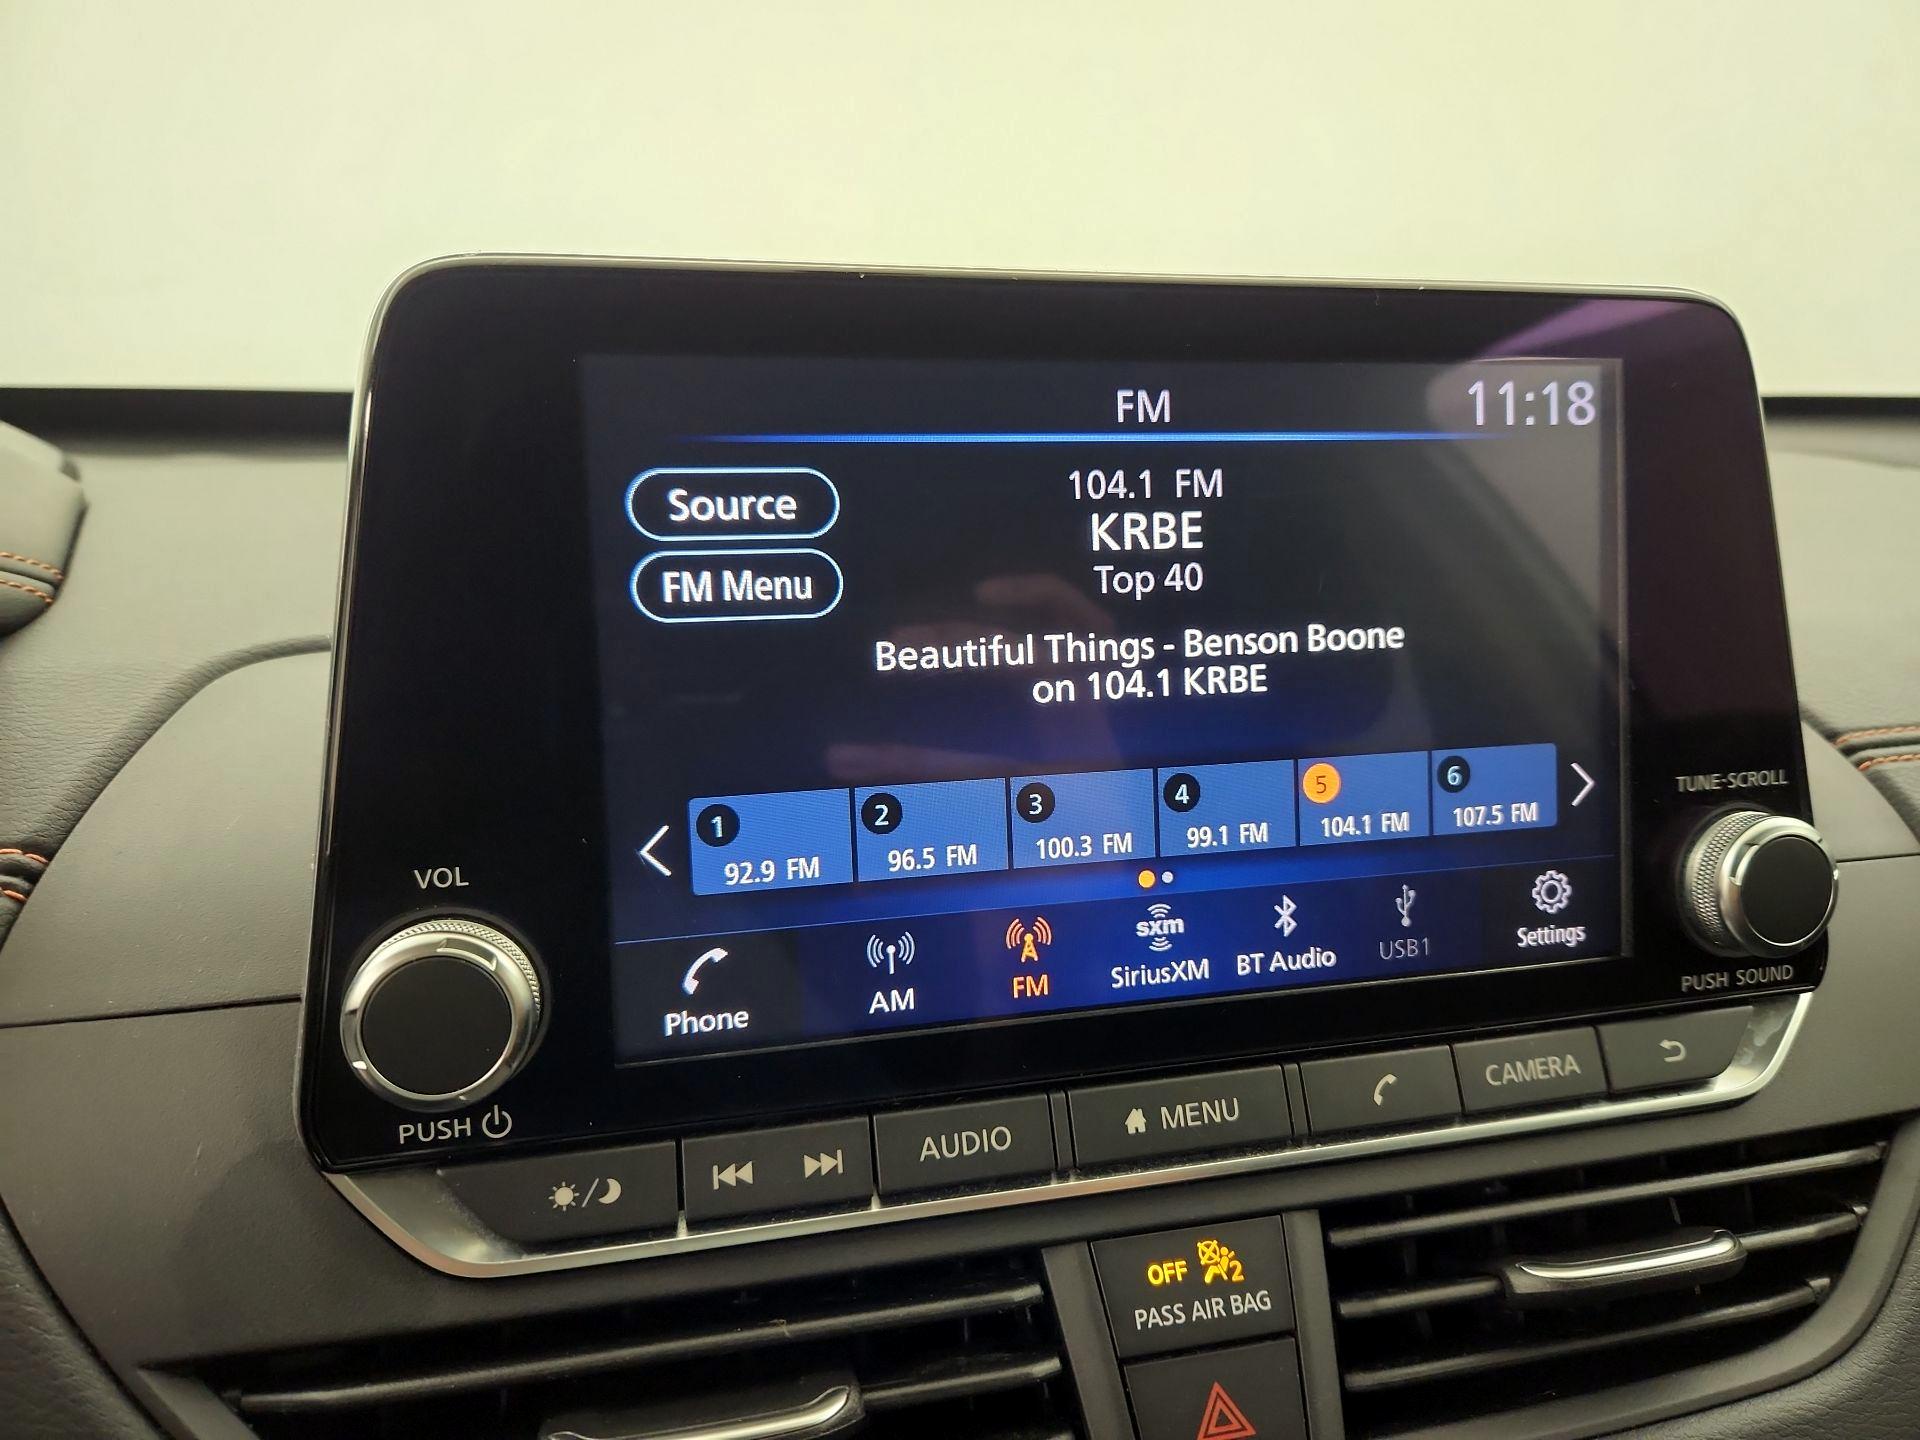 FM
11:18
Source
104.1 FM
KRBE
FM Menu
Top 40
Beautiful Things - Benson Boone
on 104.1 KRBE
1
92.9 FM
2
96.5 FM
3
100.3 FM
4
99.1 FM
5
104.1 FM
6
107.5 FM
Phone
AM
FM
sxm
SiriusXM
BT Audio
USB1
Settings
VOL
PUSH
TUNE·SCROLL
PUSH SOUND
AUDIO
MENU
CAMERA
OFF 2
PASS AIR BAG